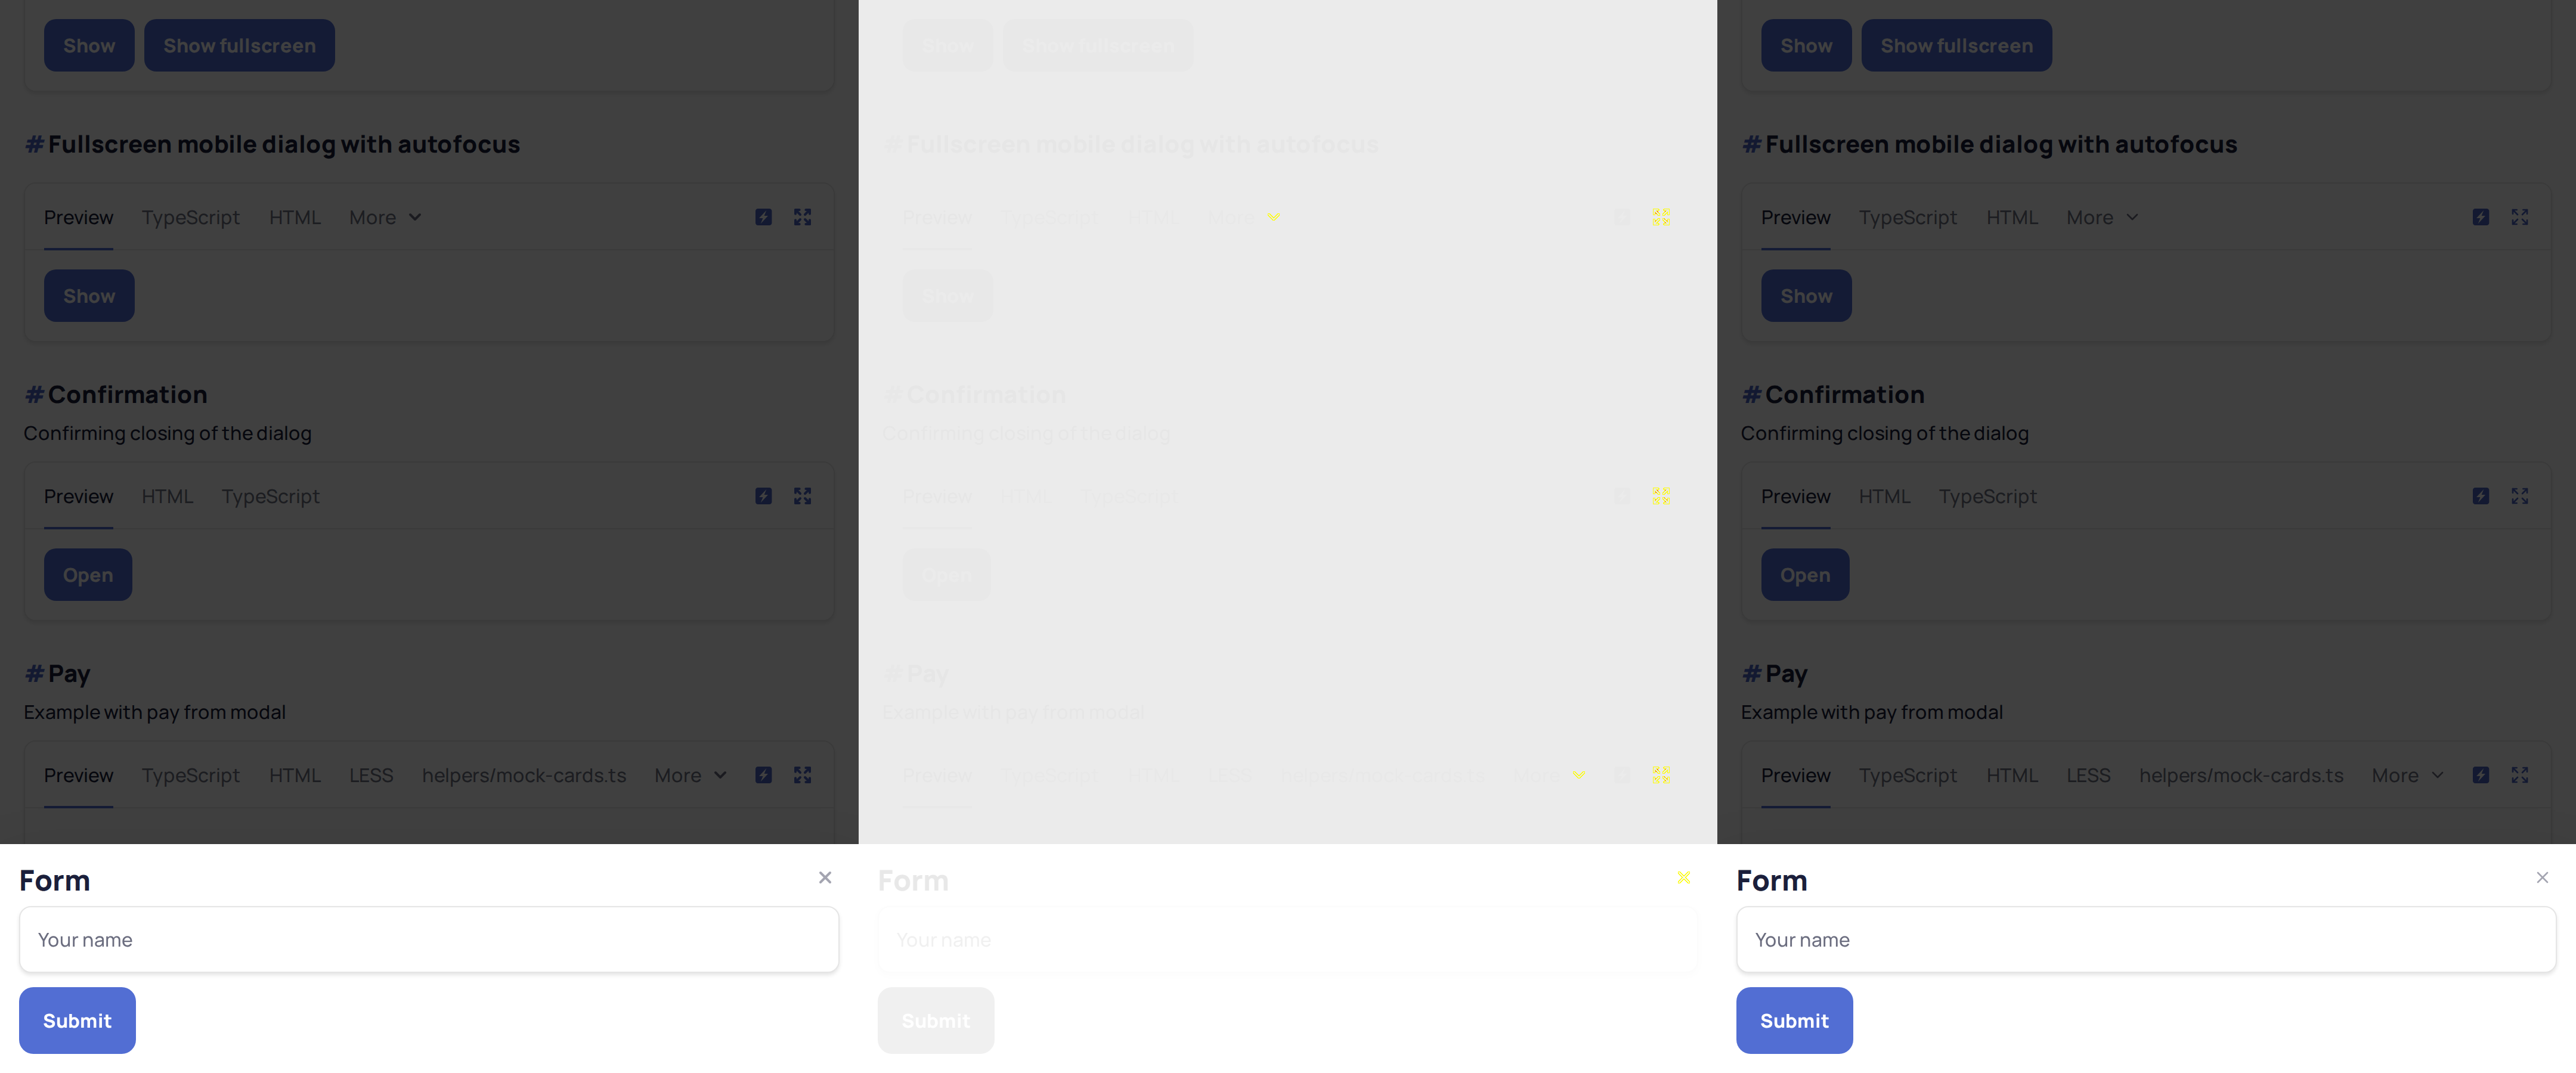 Show Show fullscreen
#Fullscreen mobile dialog with autofocus
Preview TypeScript HTML More
Show
#Confirmation
Confirming closing of the dialog
Preview HTML TypeScript
Open
#Pay
Example with pay from modal
Preview TypeScript HTML LESS helpers/mock-cards.ts More
Form
Your name
Submit
Show Show fullscreen
#Fullscreen mobile dialog with autofocus
Preview TypeScript HTML More
Show
#Confirmation
Confirming closing of the dialog
Preview HTML TypeScript
Open
#Pay
Example with pay from modal
Preview TypeScript HTML LESS helpers/mock-cards.ts More
Form
Your name
Submit
Show Show fullscreen
#Fullscreen mobile dialog with autofocus
Preview TypeScript HTML More
Show
#Confirmation
Confirming closing of the dialog
Preview HTML TypeScript
Open
#Pay
Example with pay from modal
Preview TypeScript HTML LESS helpers/mock-cards.ts More
Form
Your name
Submit